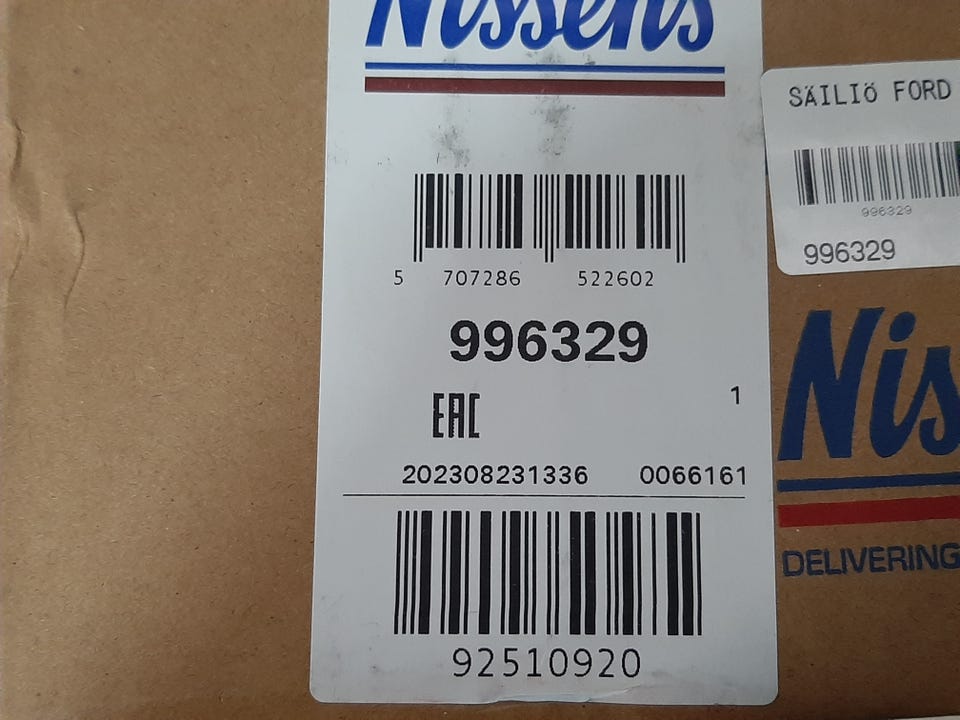 Nissens
5 707286 522602
996329
EAC
1
202308231336 0066161
92510920
SÄILIÖ FORD
996329
996329
Nis
DELIVERING